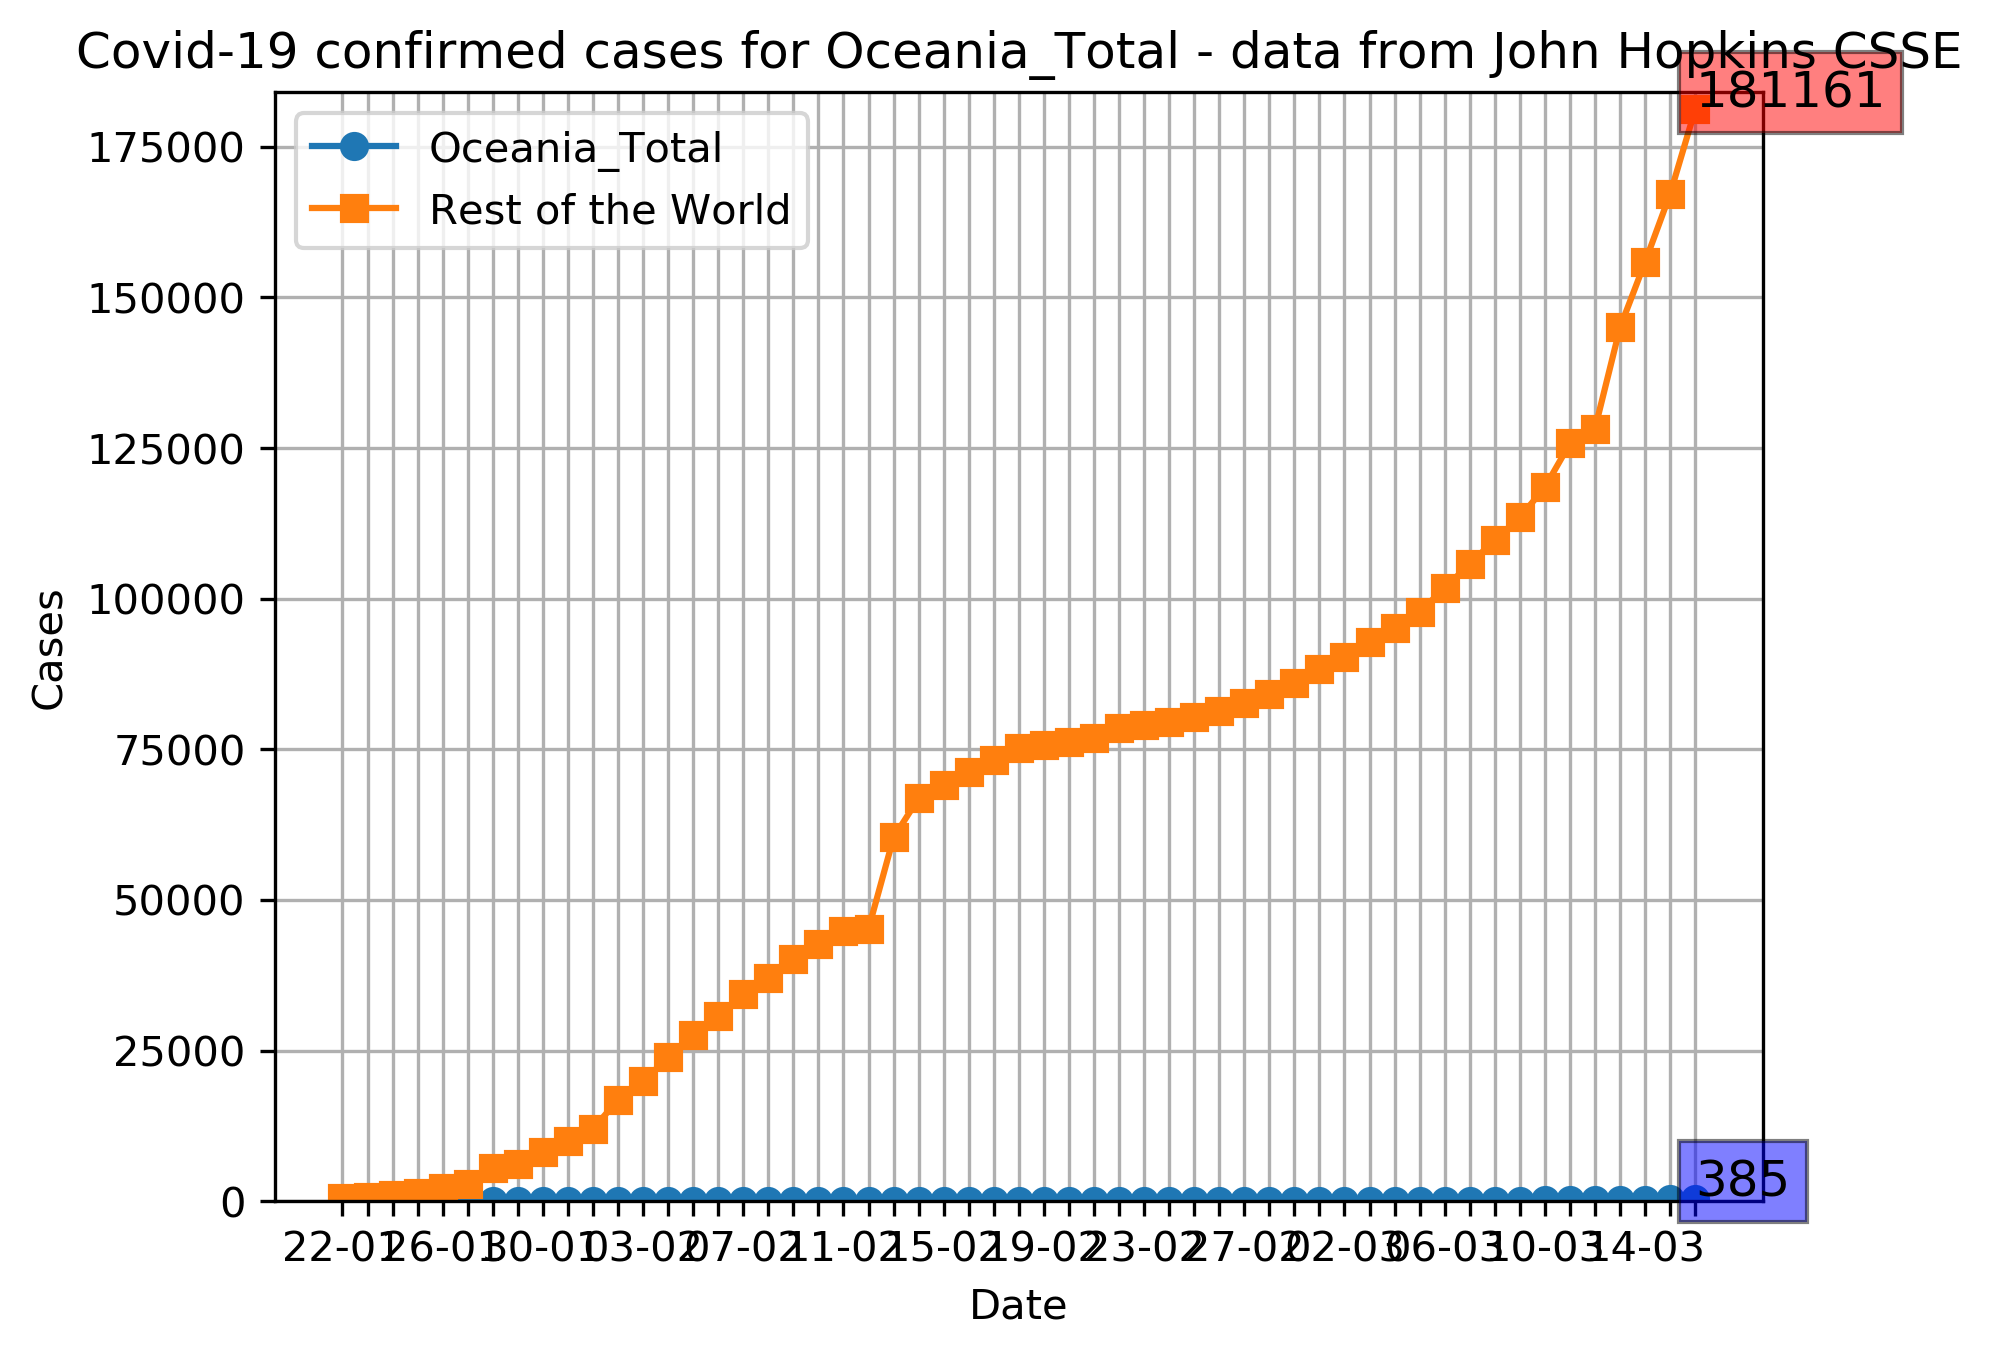 Covid-19 confirmed cases for Oceania_Total - data from John Hopkins CSSE
181161
Oceania_Total
Rest of the World
175000
150000
125000
100000
75000
50000
25000
0
Cases
385
22-01 26-01 30-01 03-02 07-02 11-02 15-02 19-02 23-02 27-02 02-03 06-03 10-03 14-03
Date